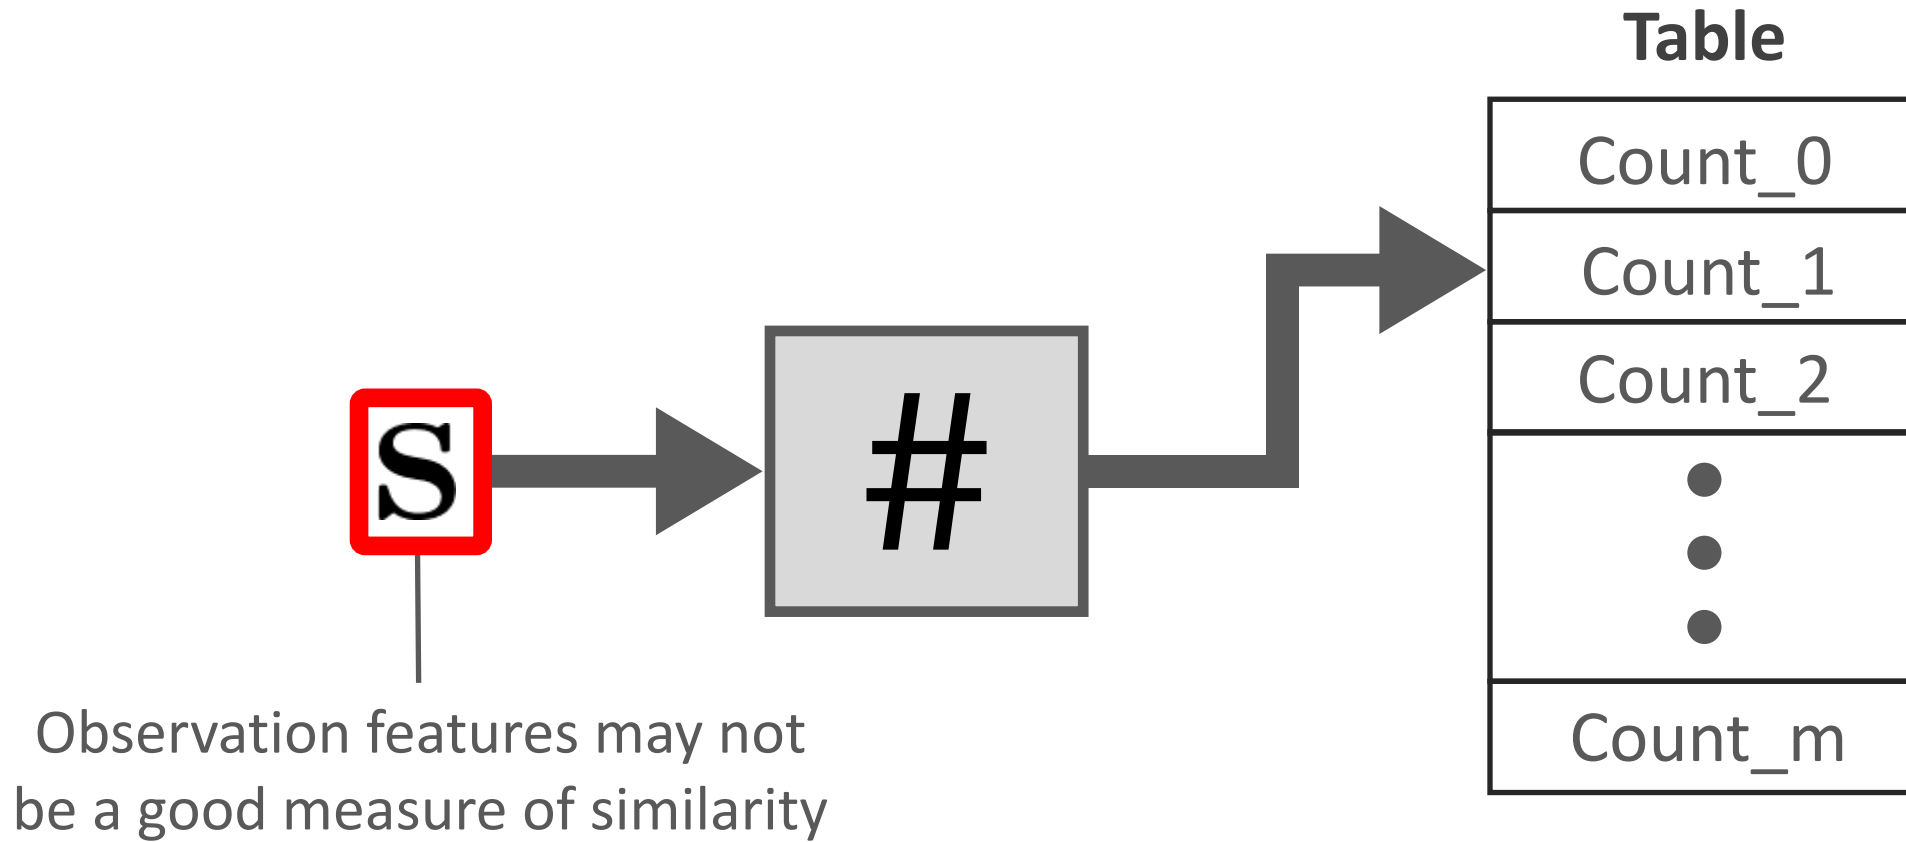 Table
Count_0
Count_1
Count_2
Count_m
S
#
Observation features may not
be a good measure of similarity